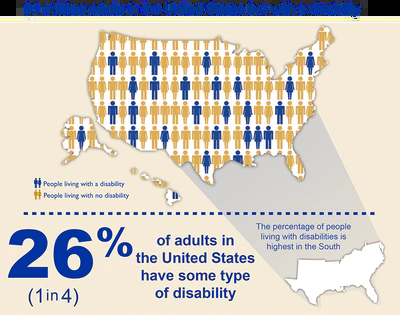 People living with a disability
People living with no disability
The percentage of people
living with disabilities is
highest in the South
26%
(1 in 4)
of adults in
the United States
have some type
of disability